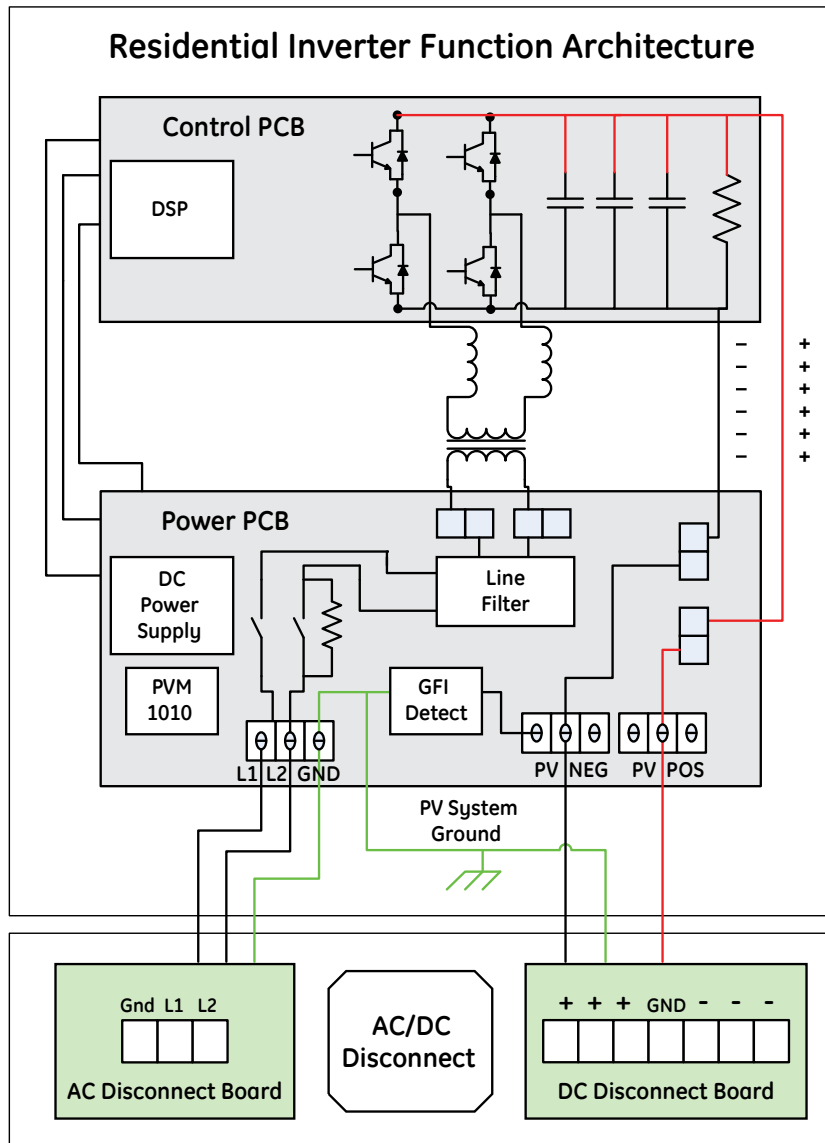 Residential Inverter Function Architecture
Control PCB
DSP
− +
− +
− +
− +
− +
− +
Power PCB
DC
Power
Supply
Line
Filter
PVM
1010
GFI
Detect
L1 L2 GND
PV NEG
PV POS
PV System
Ground
Gnd L1 L2
AC Disconnect Board
AC/DC
Disconnect
+ + + GND - - -
DC Disconnect Board